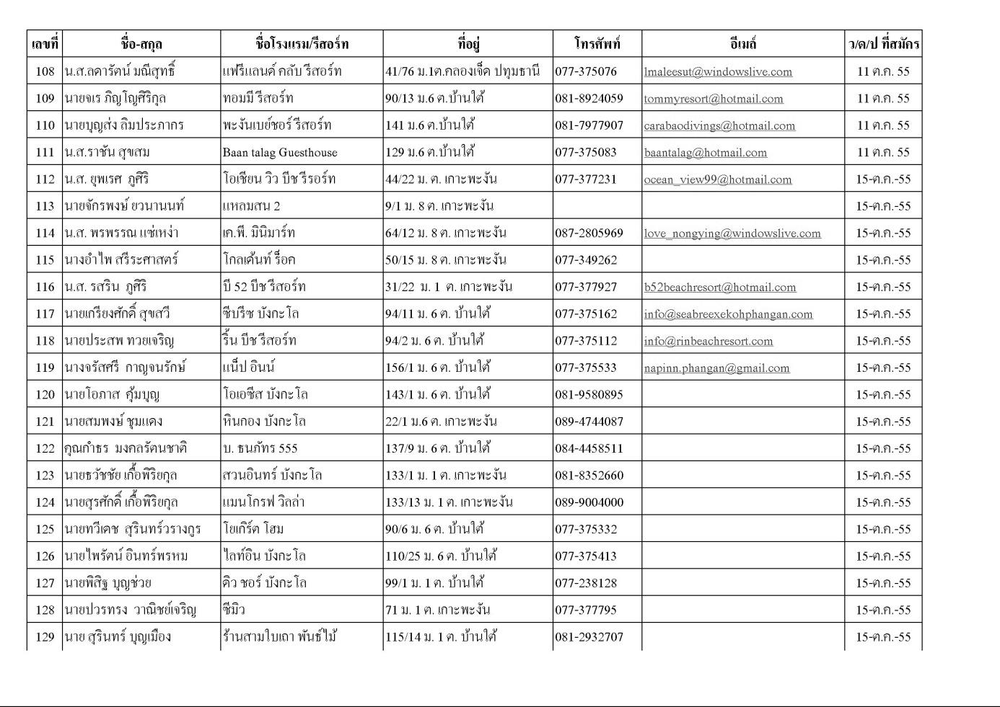 เลขที่ ชื่อ-สกุล ชื่อโรงแรม/รีสอร์ท ที่อยู่ โทรศัพท์ อีเมล์ ว/ด/ป ที่สมัคร
108 น.ส.ลดารัตน์ มณีสุทธิ์ แฟรีแลนด์ คลับ รีสอร์ท 41/76 ม.1ต.คลองเจ็ด ปทุมธานี 077-375076 lmaleesut@windowslive.com 11 ต.ค. 55
109 นายจเร ภิญโญศิริกุล ทอมมี รีสอร์ท 90/13 ม.6 ต.บ้านใต้ 081-8924059 tommyresort@hotmail.com 11 ต.ค. 55
110 นายบุญส่ง ลิมประภากร พะงันเบย์ชอร์ รีสอร์ท 141 ม.6 ต.บ้านใต้ 081-7977907 carabaodivings@hotmail.com 11 ต.ค. 55
111 น.ส.ราชัน สุขสม Baan talag Guesthouse 129 ม.6 ต.บ้านใต้ 077-375083 baantalag@hotmail.com 11 ต.ค. 55
112 น.ส. ยุพเรศ ภูศิริ โอเชียน วิว บีช รีรอร์ท 44/22 ม. ต. เกาะพะงัน 077-377231 ocean_view99@hotmail.com 15-ต.ค.-55
113 นายจักรพงษ์ ยวนานนท์ แหลมสน 2 9/1 ม. 8 ต. เกาะพะงัน 15-ต.ค.-55
114 น.ส. พรพรรณ แซ่เหง่า เค.พี. มินิมาร์ท 64/12 ม. 8 ต. เกาะพะงัน 087-2805969 love_nongying@windowslive.com 15-ต.ค.-55
115 นางอำไพ สรีระศาสตร์ โกลเด้นท์ ร็อค 50/15 ม. 8 ต. เกาะพะงัน 077-349262 15-ต.ค.-55
116 น.ส. รสริน ภูศิริ บี 52 บีช รีสอร์ท 31/22 ม. 1 ต. เกาะพะงัน 077-377927 b52beachresort@hotmail.com 15-ต.ค.-55
117 นายเกรียงศักดิ์ สุขสวี ซีบรีซ บังกะโล 94/11 ม. 6 ต. บ้านใต้ 077-375162 info@seabreexekohphangan.com 15-ต.ค.-55
118 นายประสพ ทวยเจริญ ริ้น บีช รีสอร์ท 94/2 ม. 6 ต. บ้านใต้ 077-375112 info@rinbeachresort.com 15-ต.ค.-55
119 นางจรัสศรี กาญจนรักษ์ แน็ป อินน์ 156/1 ม. 6 ต. บ้านใต้ 077-375533 napinn.phangan@gmail.com 15-ต.ค.-55
120 นายโอภาส คุ้มบุญ โอเอซีส บังกะโล 143/1 ม. 6 ต. บ้านใต้ 081-9580895 15-ต.ค.-55
121 นายสมพงษ์ ชุมแดง หินกอง บังกะโล 22/1 ม.6 ต. เกาะพะงัน 089-4744087 15-ต.ค.-55
122 คุณกำธร มงคลรัตนชาติ บ. ธนภัทร 555 137/9 ม. 6 ต. บ้านใต้ 084-4458511 15-ต.ค.-55
123 นายธวัชชัย เกื้อพิริยกุล สวนอินทร์ บังกะโล 133/1 ม. 1 ต. เกาะพะงัน 081-8352660 15-ต.ค.-55
124 นายสุรศักดิ์ เกื้อพิริยกุล แมนโกรฟ วิลล่า 133/13 ม. 1 ต. เกาะพะงัน 089-9004000 15-ต.ค.-55
125 นายทวีเดช สุรินทร์วรางกูร โยเกิร์ต โฮม 90/6 ม. 6 ต. บ้านใต้ 077-375332 15-ต.ค.-55
126 นายไพรัตน์ อินทร์พรหม ไลท์อิน บังกะโล 110/25 ม. 6 ต. บ้านใต้ 077-375413 15-ต.ค.-55
127 นายพิสิฐ บุญช่วย ดิว ชอร์ บังกะโล 99/1 ม. 1 ต. บ้านใต้ 077-238128 15-ต.ค.-55
128 นายปวรทรง วาณิชย์เจริญ ซีมิว 71 ม. 1 ต. เกาะพะงัน 077-377795 15-ต.ค.-55
129 นาย สุรินทร์ บุญเมือง ร้านสามใบเถา พันธ์ไม้ 115/14 ม. 1 ต. บ้านใต้ 081-2932707 15-ต.ค.-55